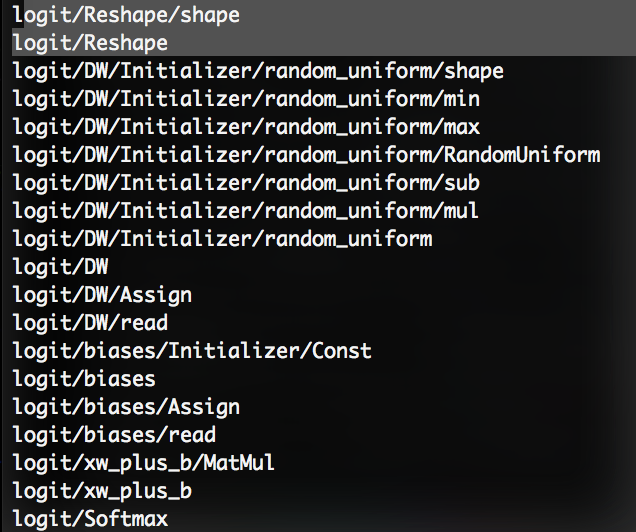 logit/Reshape/shape
logit/Reshape
logit/DW/Initializer/random_uniform/shape
logit/DW/Initializer/random_uniform/min
logit/DW/Initializer/random_uniform/max
logit/DW/Initializer/random_uniform/RandomUniform
logit/DW/Initializer/random_uniform/sub
logit/DW/Initializer/random_uniform/mul
logit/DW/Initializer/random_uniform
logit/DW
logit/DW/Assign
logit/DW/read
logit/biases/Initializer/Const
logit/biases
logit/biases/Assign
logit/biases/read
logit/xw_plus_b/MatMul
logit/xw_plus_b
logit/Softmax